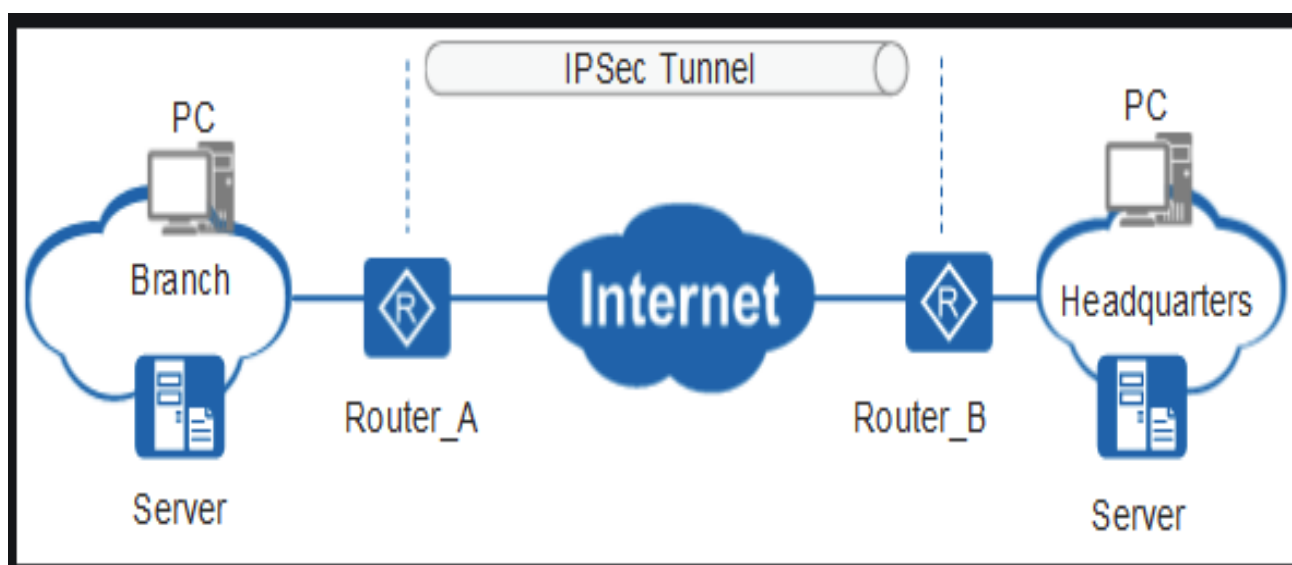 IPSec Tunnel
PC
PC
Branch
R
Internet
R
Headquarters
Router_A
Router_B
Server
Server